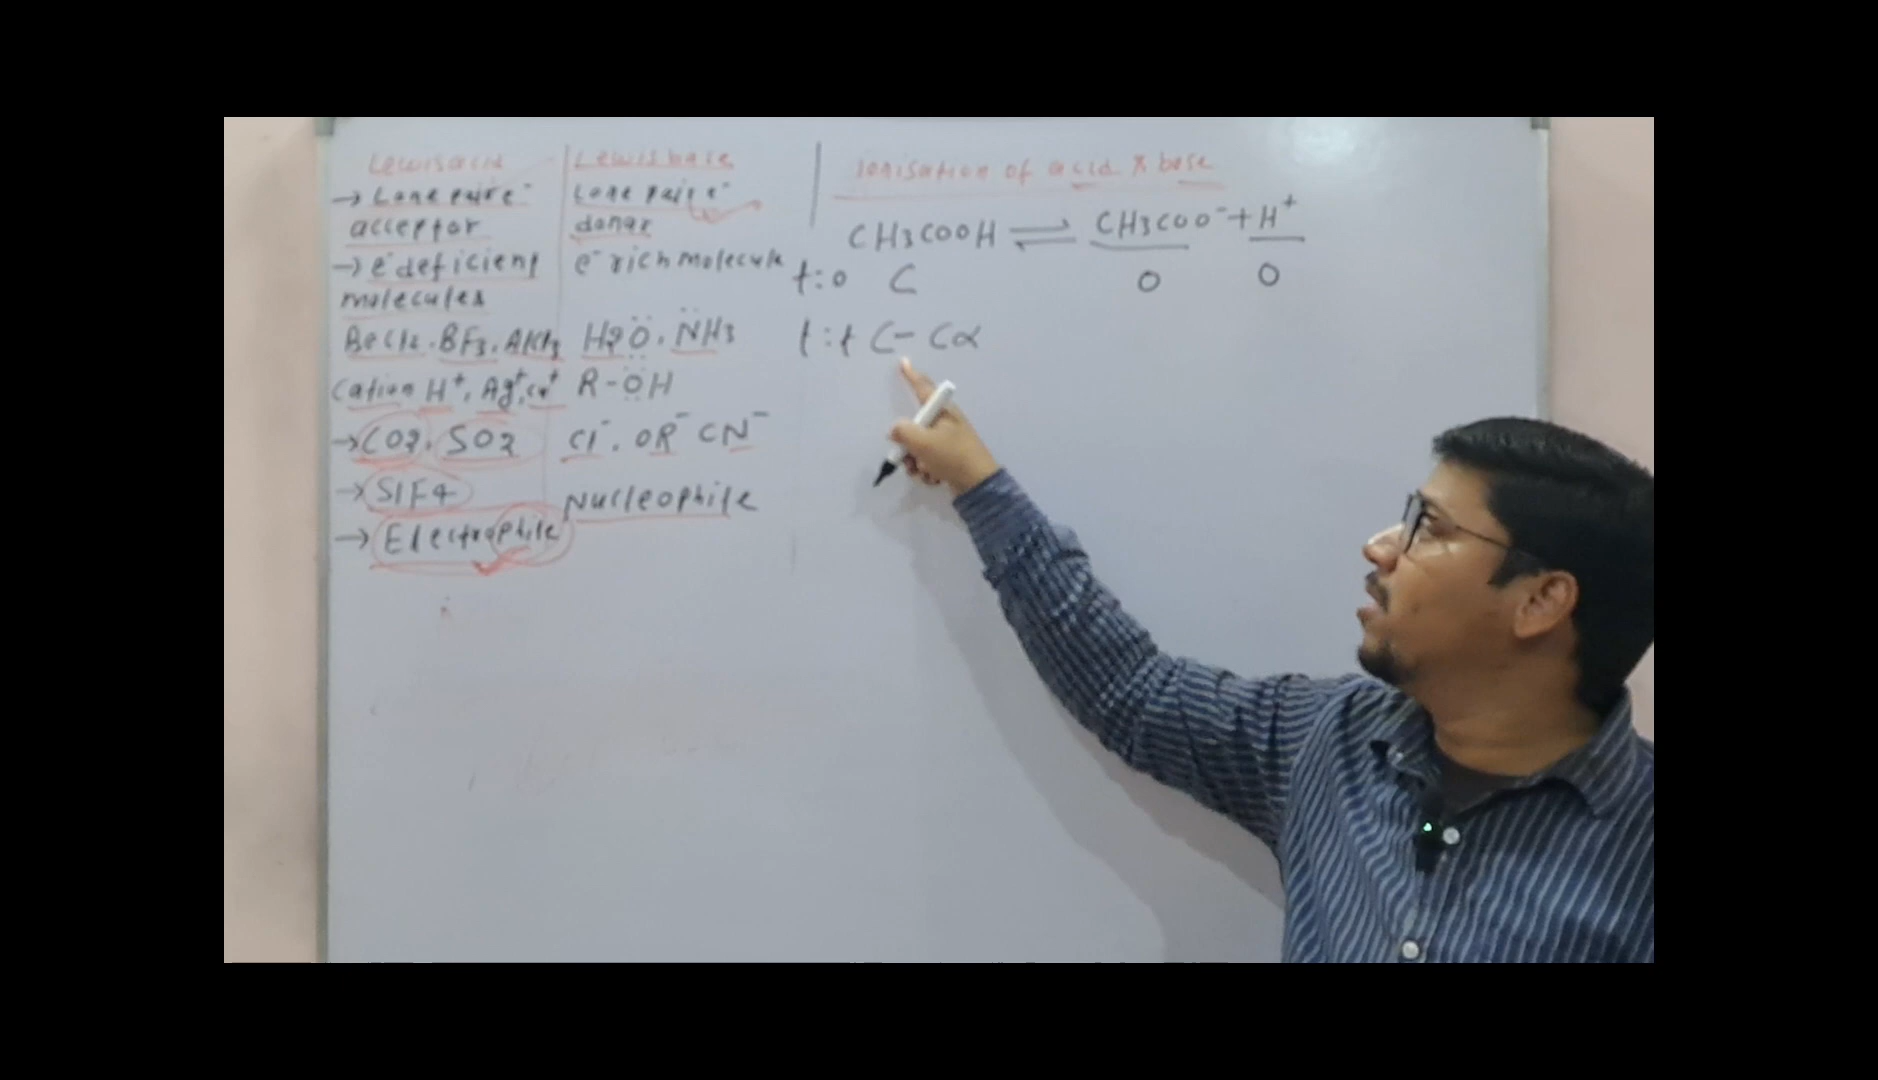 Lewis acid
→ Lone pair e⁻
acceptor
→ e⁻ deficient
molecules
BeCl2, BF3, AlCl3
Cation H⁺, Ag⁺, Cu⁺
→ CO2, SO2
→ SiF4
→ Electrophile
Lewis base
Lone pair e⁻
donar
e⁻ rich molecule
H2O, NH3
R-OH
Cl⁻, OR⁻ CN⁻
Nucleophile
Ionisation of acid & base
CH3COOH ⇌ CH3COO⁻ + H⁺
t:0 C 0 0
t:t C - Cα